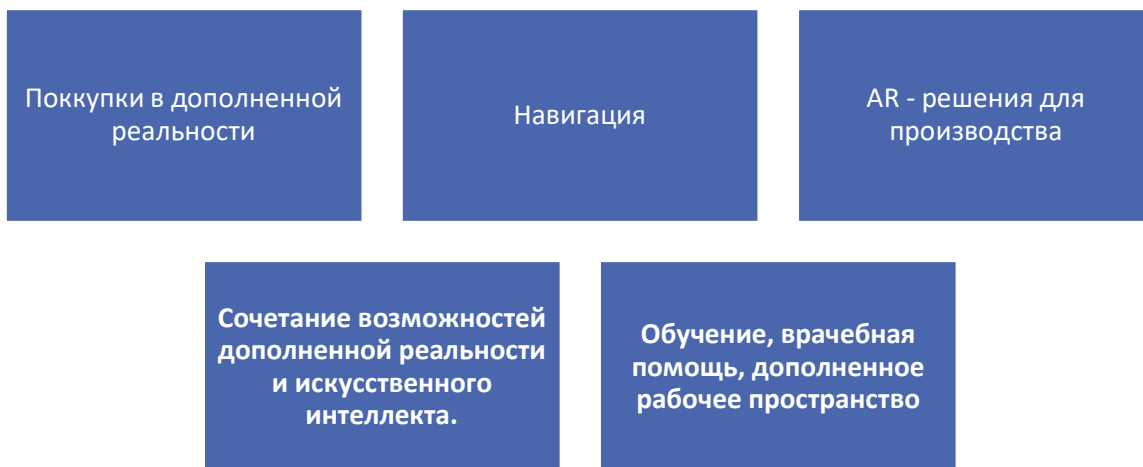 Поккупки в дополненной
реальности
Навигация
AR - решения для
производства
Сочетание возможностей
дополненной реальности
и искусственного
интеллекта.
Обучение, врачебная
помощь, дополненное
рабочее пространство